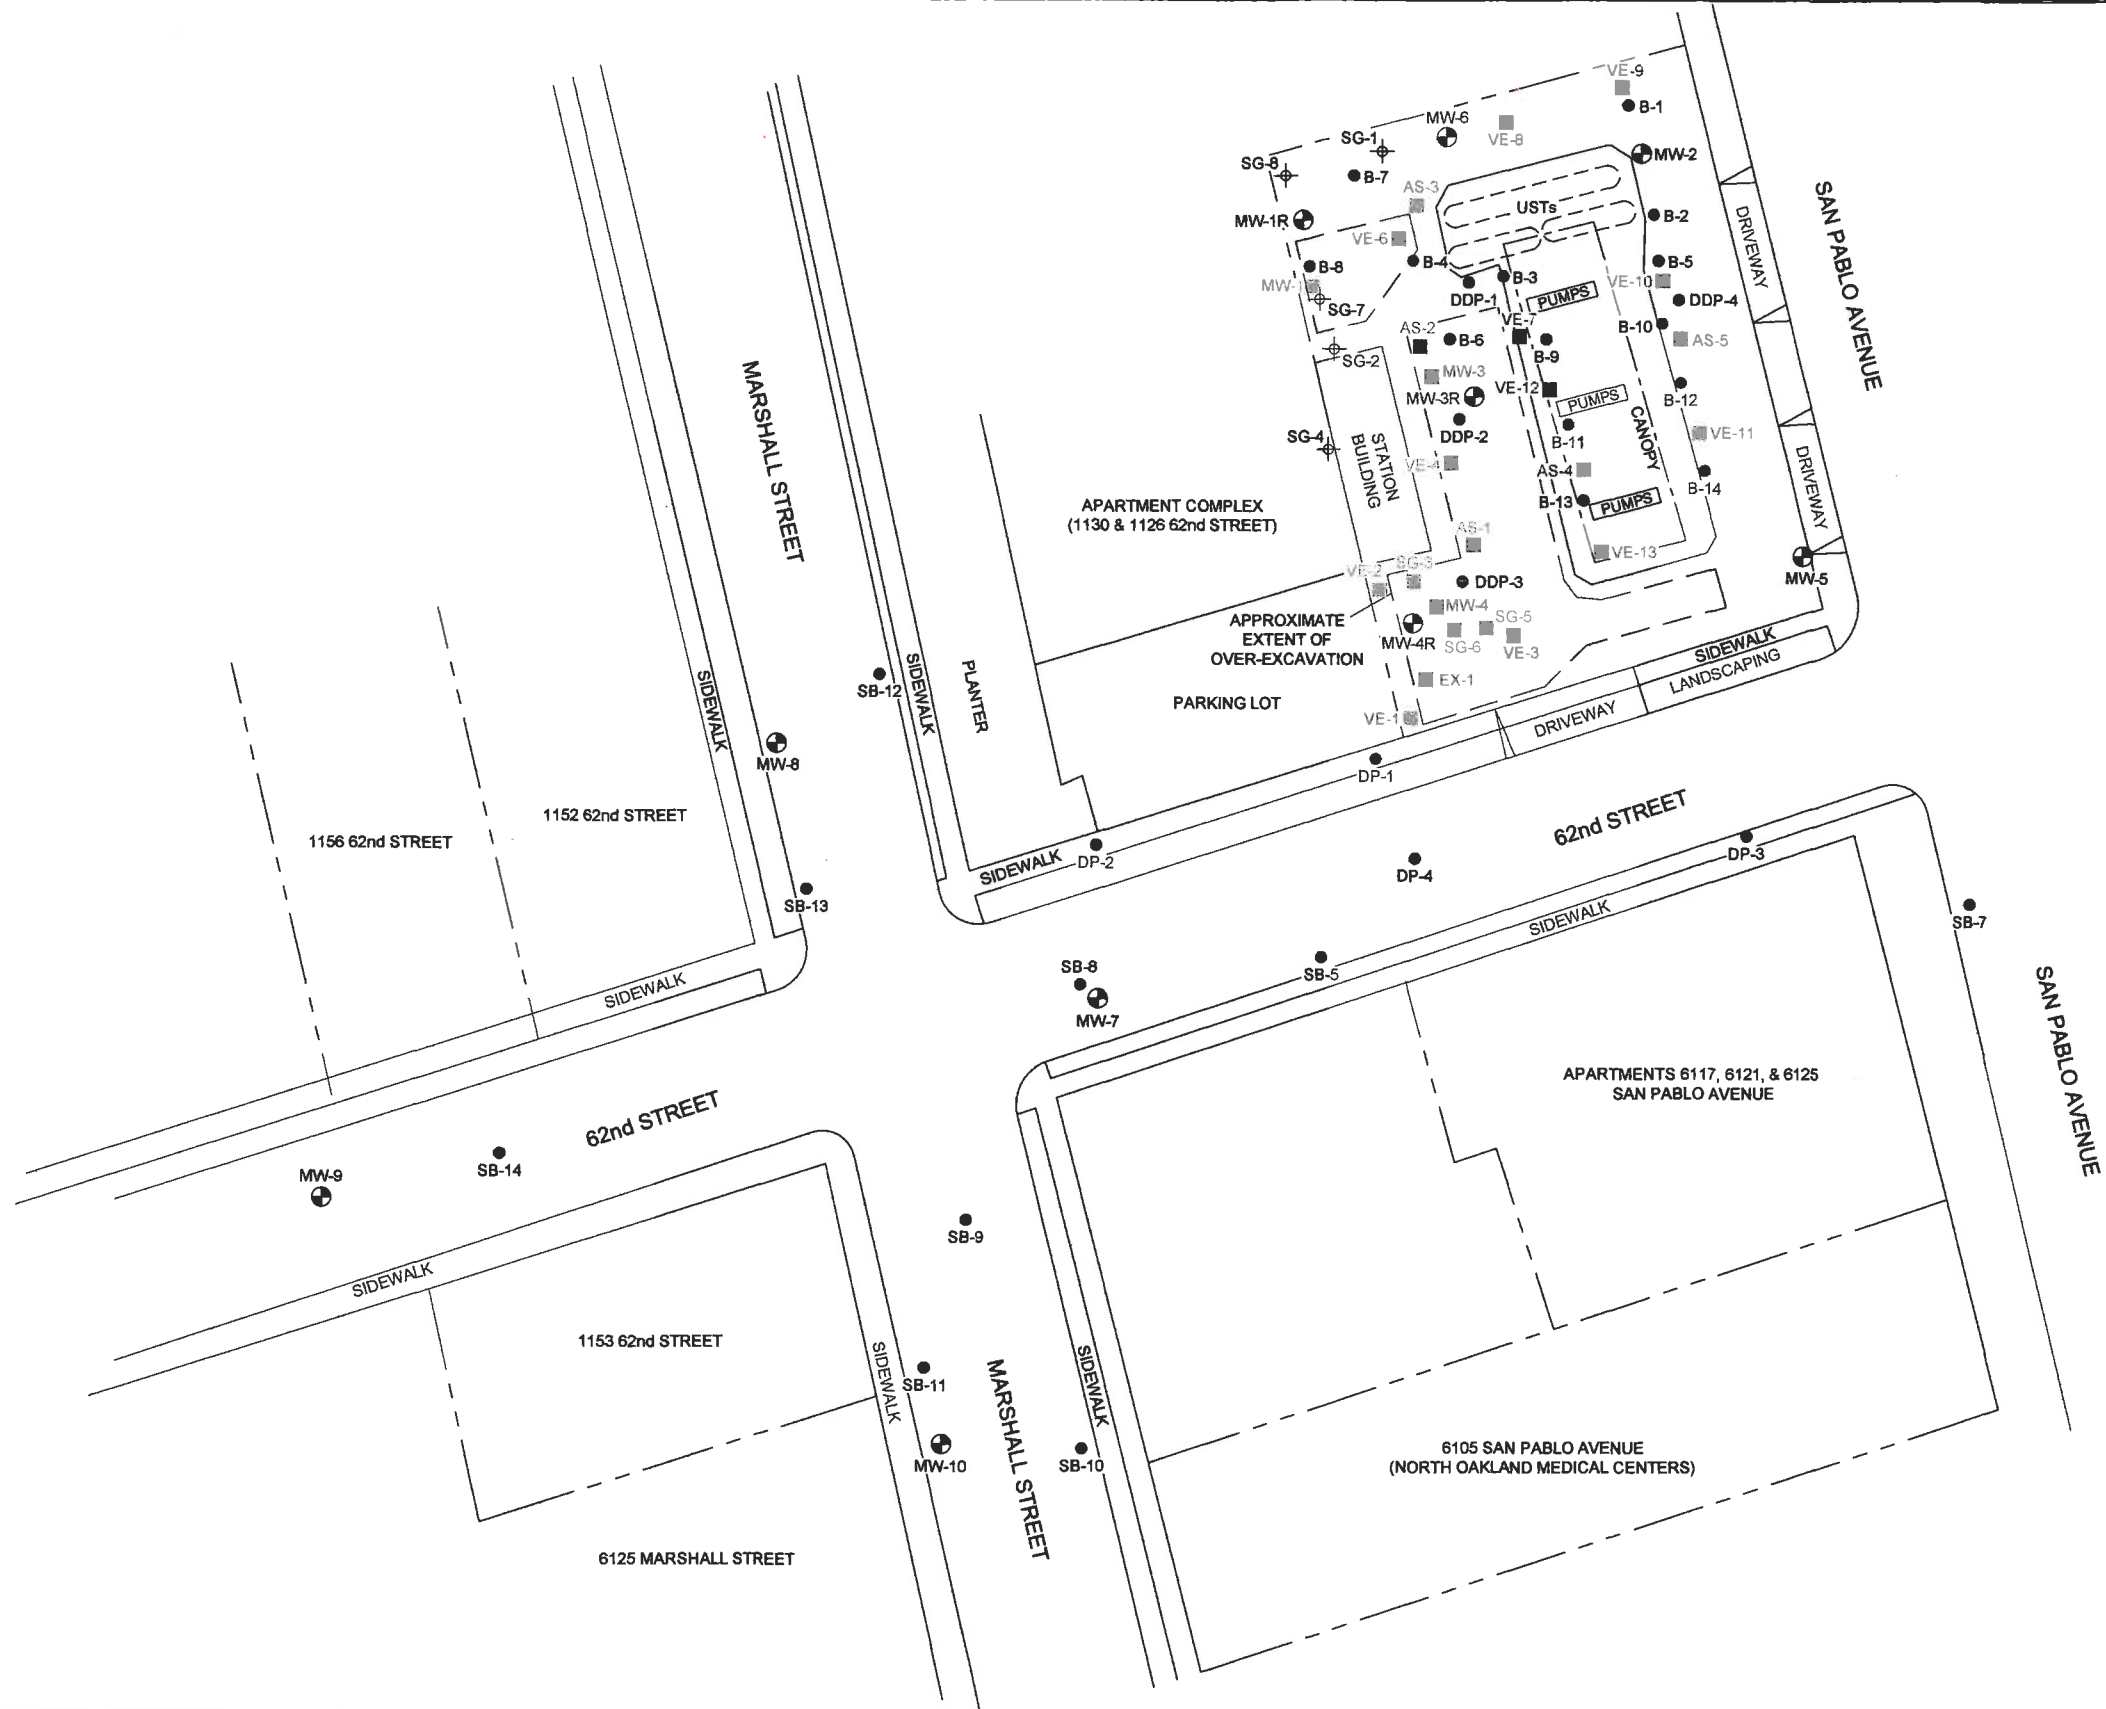 VE-9
B-1
MW-6
VE-8
SG-1
MW-2
SG-8
B-7
AS-3
USTs
B-2
MW-1R
VE-6
B-4
B-5
B-8
B-3
VE-10
MW-1
DDP-1
PUMPS
DDP-4
SG-7
VE-7
AS-2
B-6
B-9
B-10
AS-5
SG-2
MW-3
VE-12
MW-3R
PUMPS
B-12
DDP-2
B-11
CANOPY
VE-11
SG-4
STATION
BUILDING
VE-4
AS-4
B-14
B-13
PUMPS
AS-1
VE-13
VE-2
SG-3
DDP-3
MW-5
MW-4
SG-5
MW-4R
SG-6
VE-3
EX-1
VE-1
DRIVEWAY
DRIVEWAY
SAN PABLO AVENUE
MARSHALL STREET
APARTMENT COMPLEX
(1130 & 1126 62nd STREET)
APPROXIMATE
EXTENT OF
OVER-EXCAVATION
PARKING LOT
SIDEWALK
LANDSCAPING
DRIVEWAY
SIDEWALK
SB-12
SIDEWALK
PLANTER
MW-8
DP-1
1156 62nd STREET
1152 62nd STREET
62nd STREET
SIDEWALK
DP-2
DP-4
DP-3
SB-13
SIDEWALK
SB-7
SIDEWALK
SB-8
MW-7
SB-5
SAN PABLO AVENUE
APARTMENTS 6117, 6121, & 6125
SAN PABLO AVENUE
62nd STREET
MW-9
SB-14
SB-9
SIDEWALK
1153 62nd STREET
SIDEWALK
SB-11
MARSHALL STREET
SIDEWALK
MW-10
SB-10
6105 SAN PABLO AVENUE
(NORTH OAKLAND MEDICAL CENTERS)
6125 MARSHALL STREET